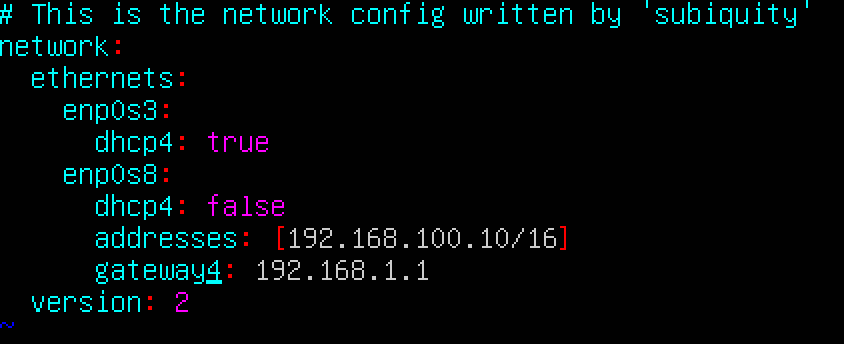 # This is the network config written by 'subiquity'
network:
  ethernets:
    enp0s3:
      dhcp4: true
    enp0s8:
      dhcp4: false
      addresses: [192.168.100.10/16]
      gateway4: 192.168.1.1
  version: 2
~